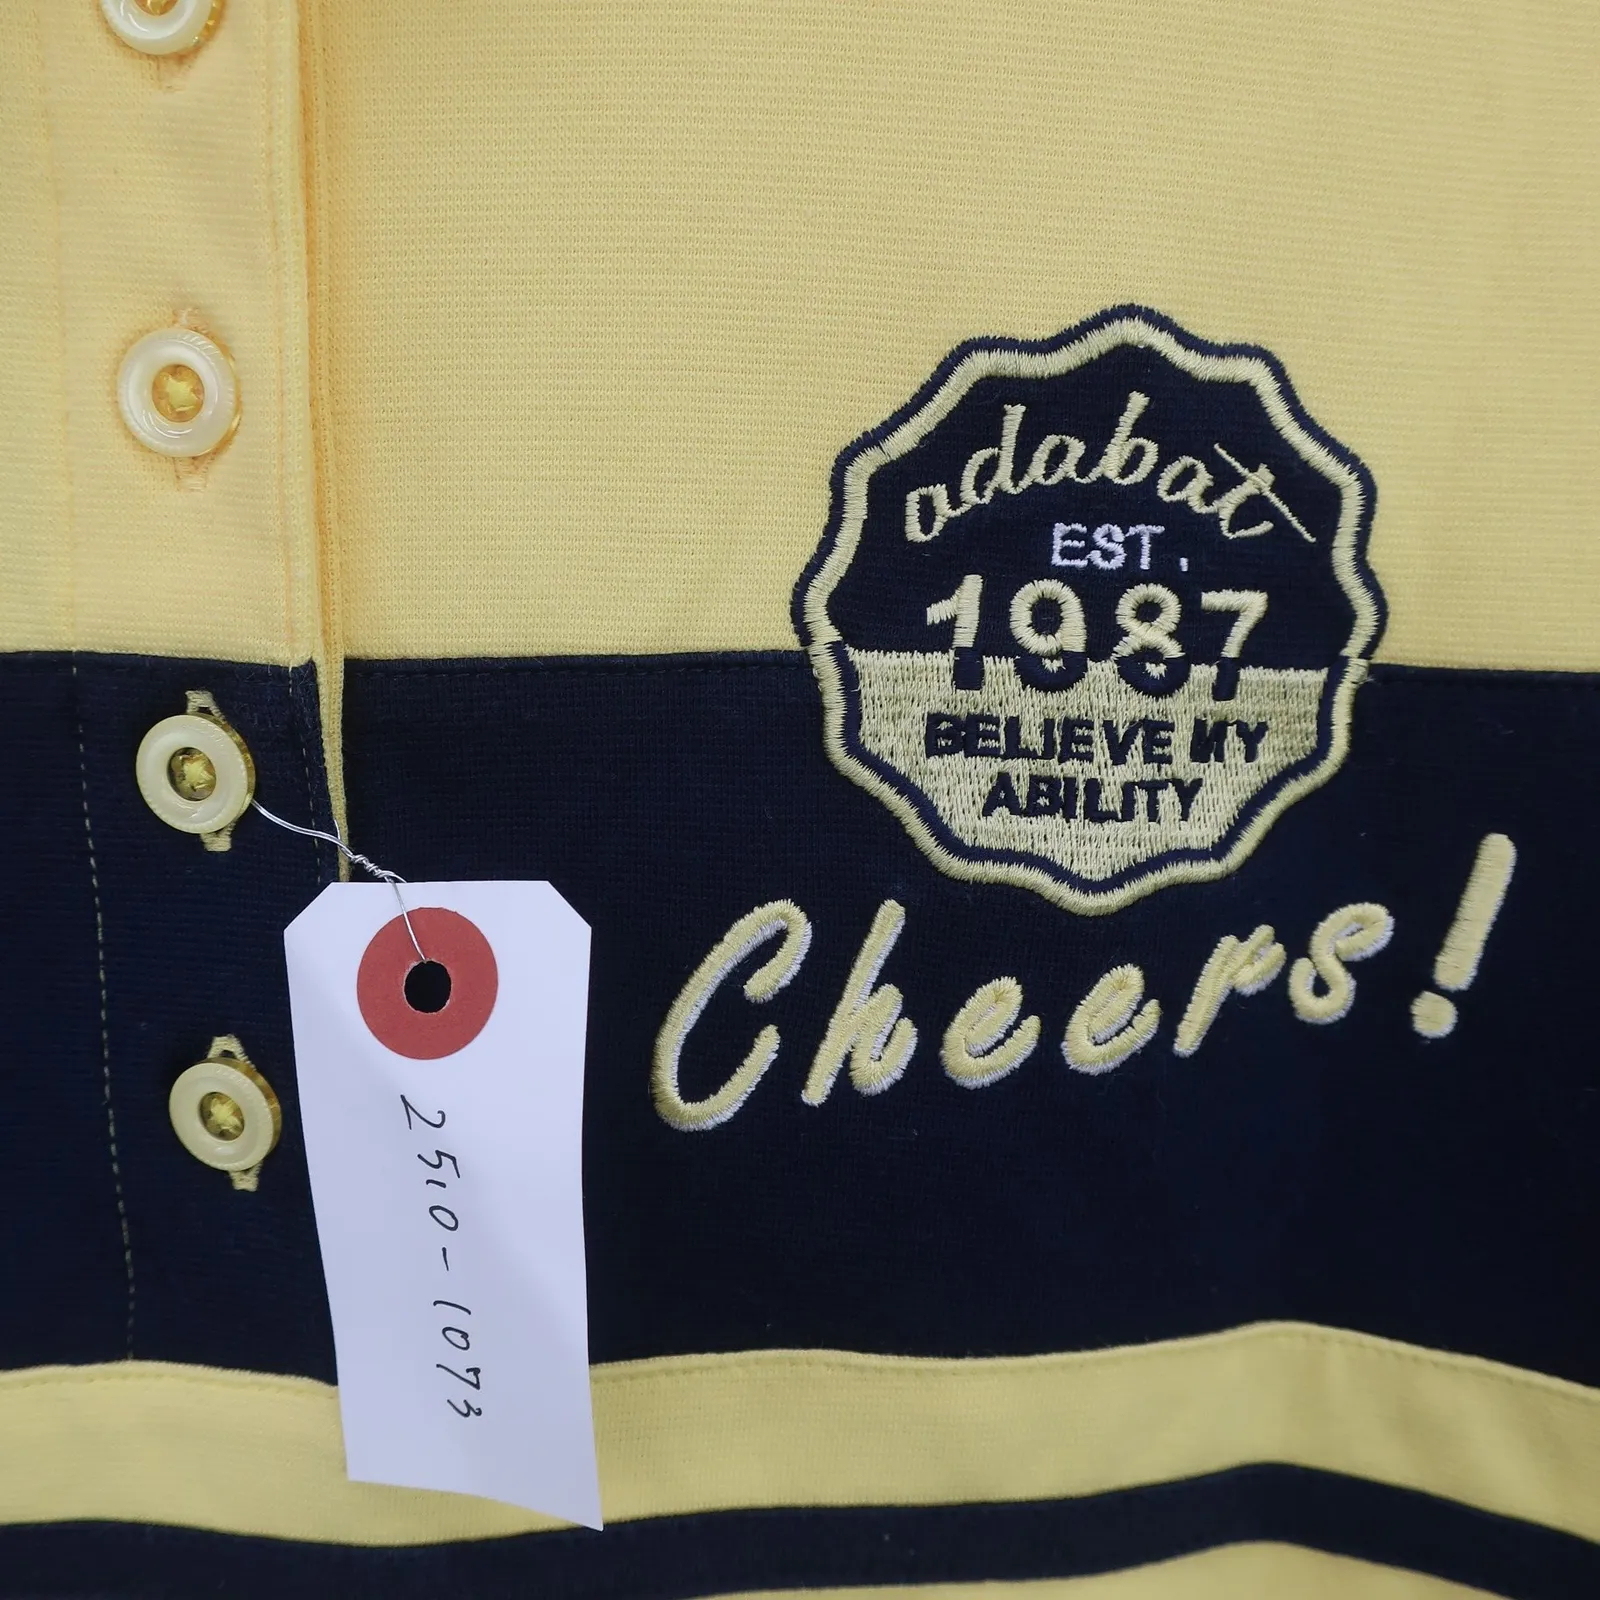 adabat
EST.
1987
BELIEVE MY
ABILITY
Cheers!
2510-1073